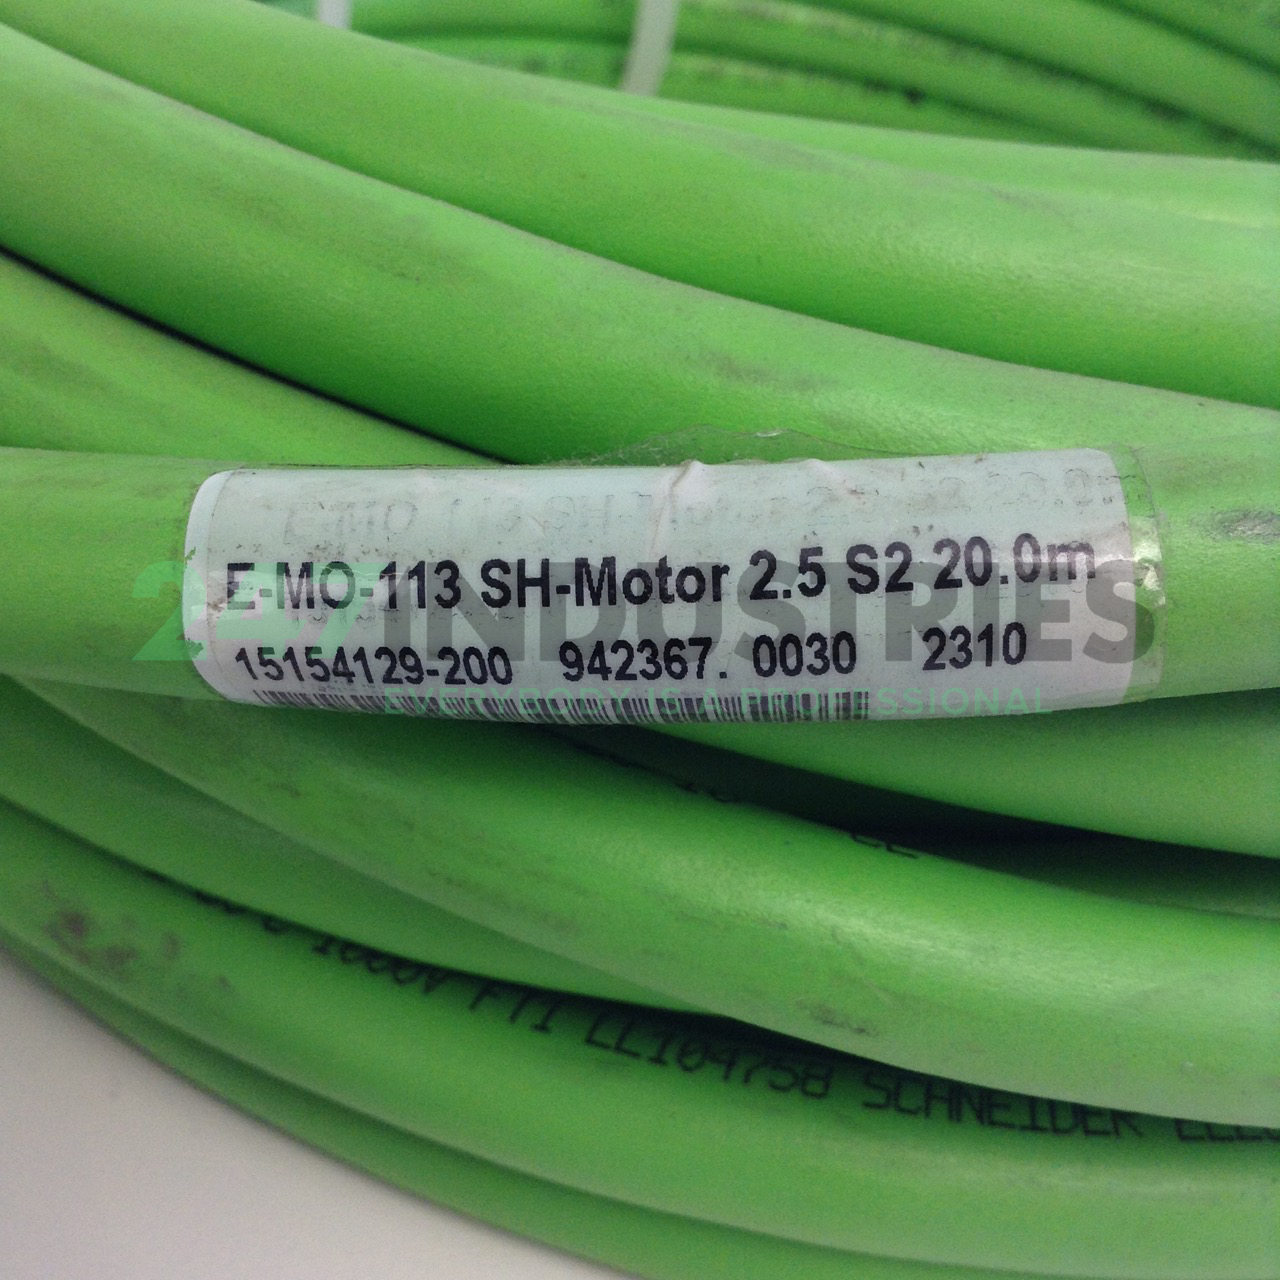 E-MO-113 SH-Motor 2.5 S2 20.0m
15154129-200 942367. 0030 2310
247 INDUSTRIES
EVERYBODY IS A PROFESSIONAL
1000V FT1 LL104758 SCHNEIDER